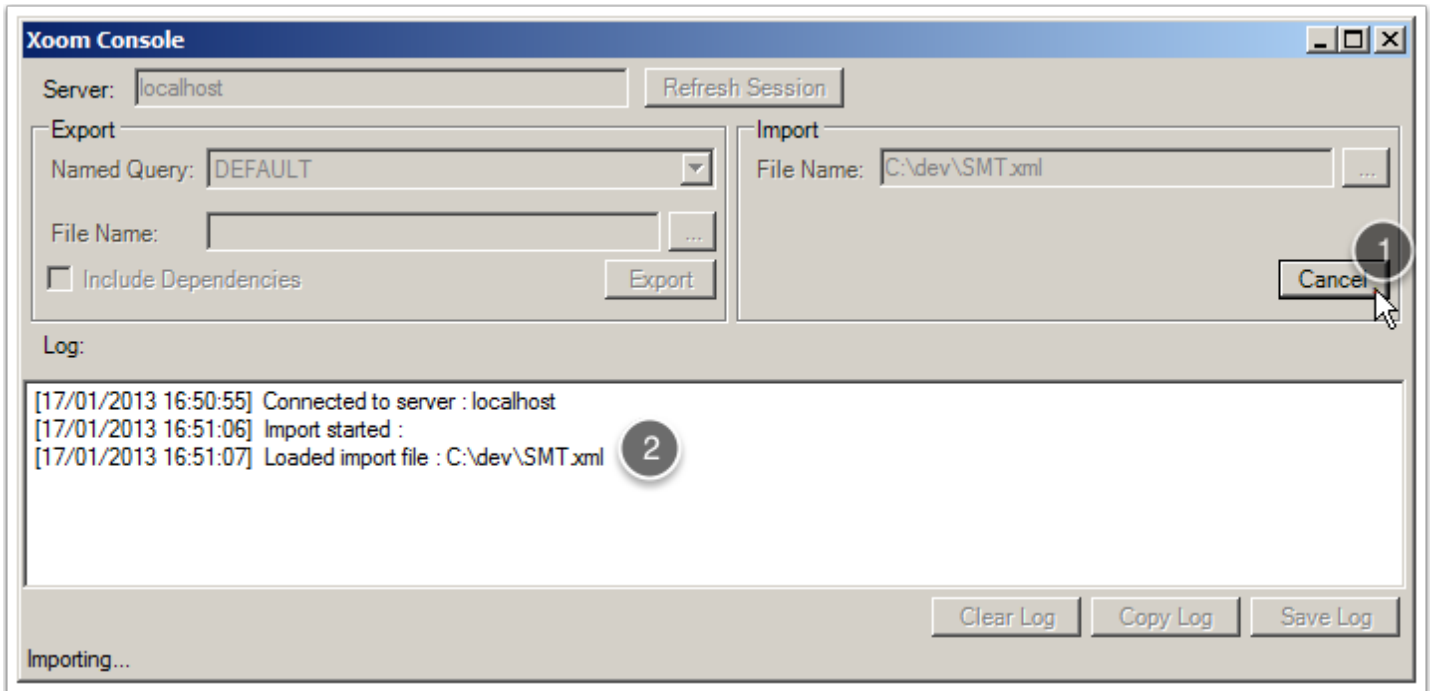 Xoom Console
Server: localhost Refresh Session
Export
Named Query: DEFAULT
File Name: ...
Include Dependencies Export
Import
File Name: C:\dev\SMT.xml ...
1
Cancel
Log:
[17/01/2013 16:50:55] Connected to server : localhost
[17/01/2013 16:51:06] Import started :
[17/01/2013 16:51:07] Loaded import file : C:\dev\SMT.xml
2
Clear Log Copy Log Save Log
Importing...